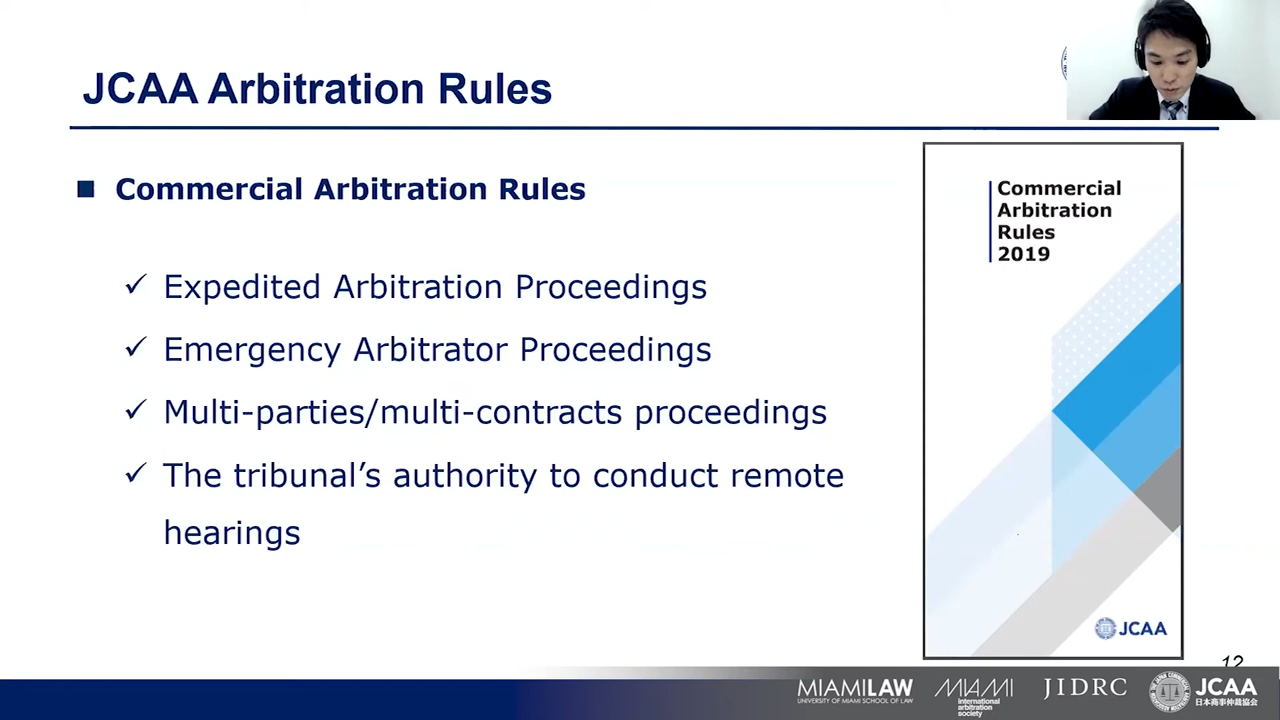 JCAA Arbitration Rules
Commercial Arbitration Rules
Expedited Arbitration Proceedings
Emergency Arbitrator Proceedings
Multi-parties/multi-contracts proceedings
The tribunal’s authority to conduct remote
hearings
Commercial
Arbitration
Rules
2019
JCAA
12
MIAMILAW
UNIVERSITY OF MIAMI SCHOOL OF LAW
MIAMI
international
arbitration
society
JIDRC
JCAA
日本商事仲裁協会